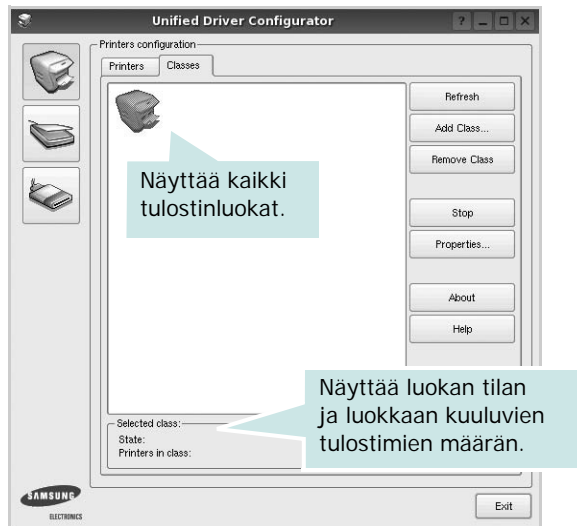 Unified Driver Configurator
Printers configuration
Printers Classes
Refresh
Add Class...
Remove Class
Näyttää kaikki
tulostinluokat.
Stop
Properties...
About
Help
Näyttää luokan tilan
ja luokkaan kuuluvien
tulostimien määrän.
Selected class:
State:
Printers in class:
SAMSUNG
ELECTRONICS
Exit